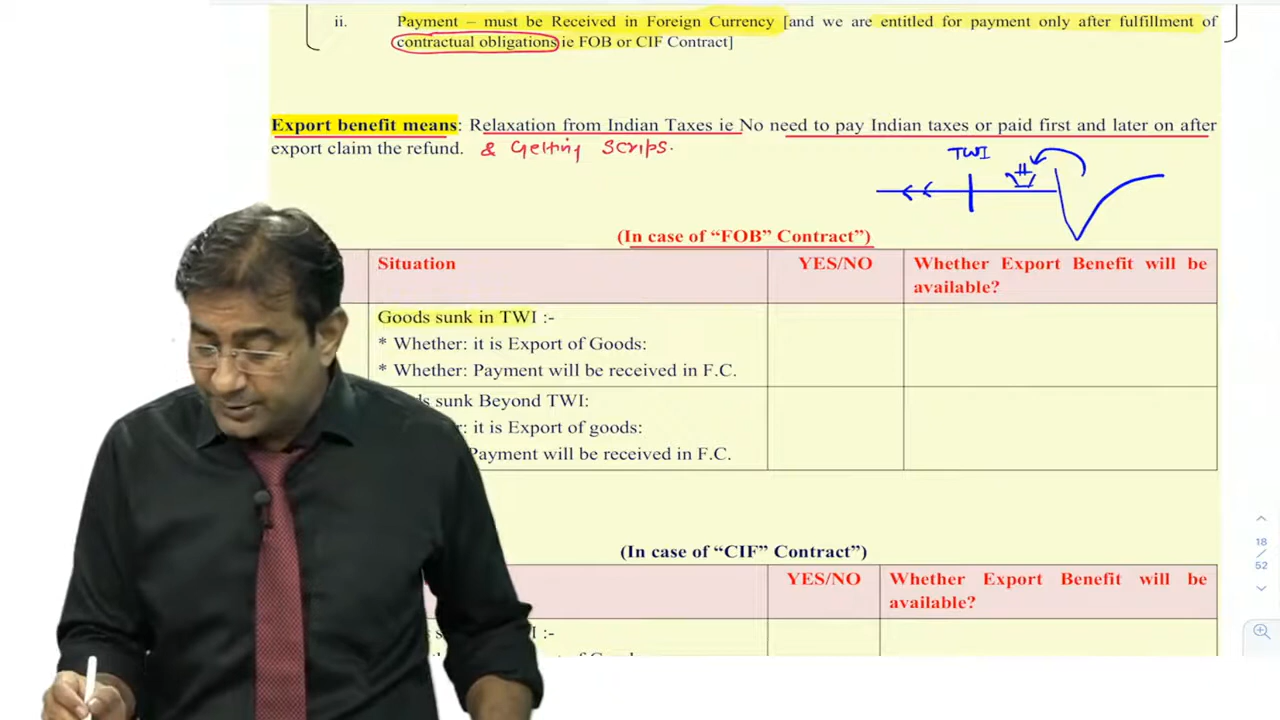 ii. Payment – must be Received in Foreign Currency [and we are entitled for payment only after fulfillment of
contractual obligations ie FOB or CIF Contract]
Export benefit means: Relaxation from Indian Taxes ie No need to pay Indian taxes or paid first and later on after
export claim the refund. & Getting Scrips.
TWI
(In case of “FOB” Contract”)
Situation YES/NO Whether Export Benefit will be
available?
Goods sunk in TWI :-
* Whether: it is Export of Goods:
* Whether: Payment will be received in F.C.
sunk Beyond TWI:
it is Export of goods:
Payment will be received in F.C.
(In case of “CIF” Contract”)
YES/NO Whether Export Benefit will be
available?
18
/
52